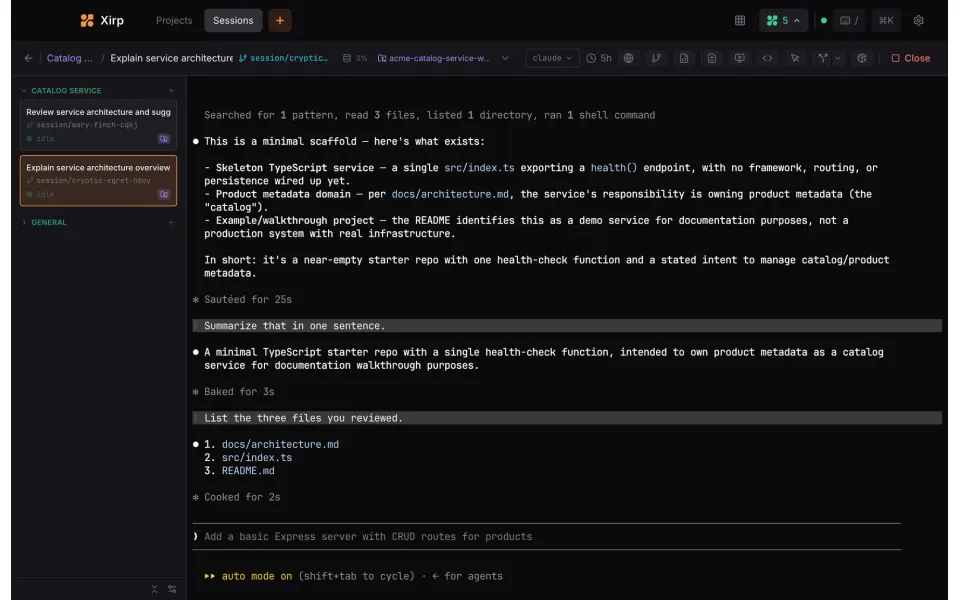 Xirp Projects Sessions + 5 / ⌘K
Catalog ... / Explain service architecture session/cryptic… 3% acme-catalog-service-w... claude 5h Close
CATALOG SERVICE +
Review service architecture and sugg
session/wary-finch-cqkj
idle
Explain service architecture overview
session/cryptic-egret-h6oy
idle
GENERAL +
Searched for 1 pattern, read 3 files, listed 1 directory, ran 1 shell command
● This is a minimal scaffold — here's what exists:
- Skeleton TypeScript service — a single src/index.ts exporting a health() endpoint, with no framework, routing, or
persistence wired up yet.
- Product metadata domain — per docs/architecture.md, the service's responsibility is owning product metadata (the
"catalog").
- Example/walkthrough project — the README identifies this as a demo service for documentation purposes, not a
production system with real infrastructure.
In short: it's a near-empty starter repo with one health-check function and a stated intent to manage catalog/product
metadata.
✻ Sautéed for 25s
❯ Summarize that in one sentence.
● A minimal TypeScript starter repo with a single health-check function, intended to own product metadata as a catalog
service for documentation walkthrough purposes.
✻ Baked for 3s
❯ List the three files you reviewed.
● 1. docs/architecture.md
2. src/index.ts
3. README.md
✻ Cooked for 2s
❯ Add a basic Express server with CRUD routes for products
⏵⏵ auto mode on (shift+tab to cycle) · ← for agents